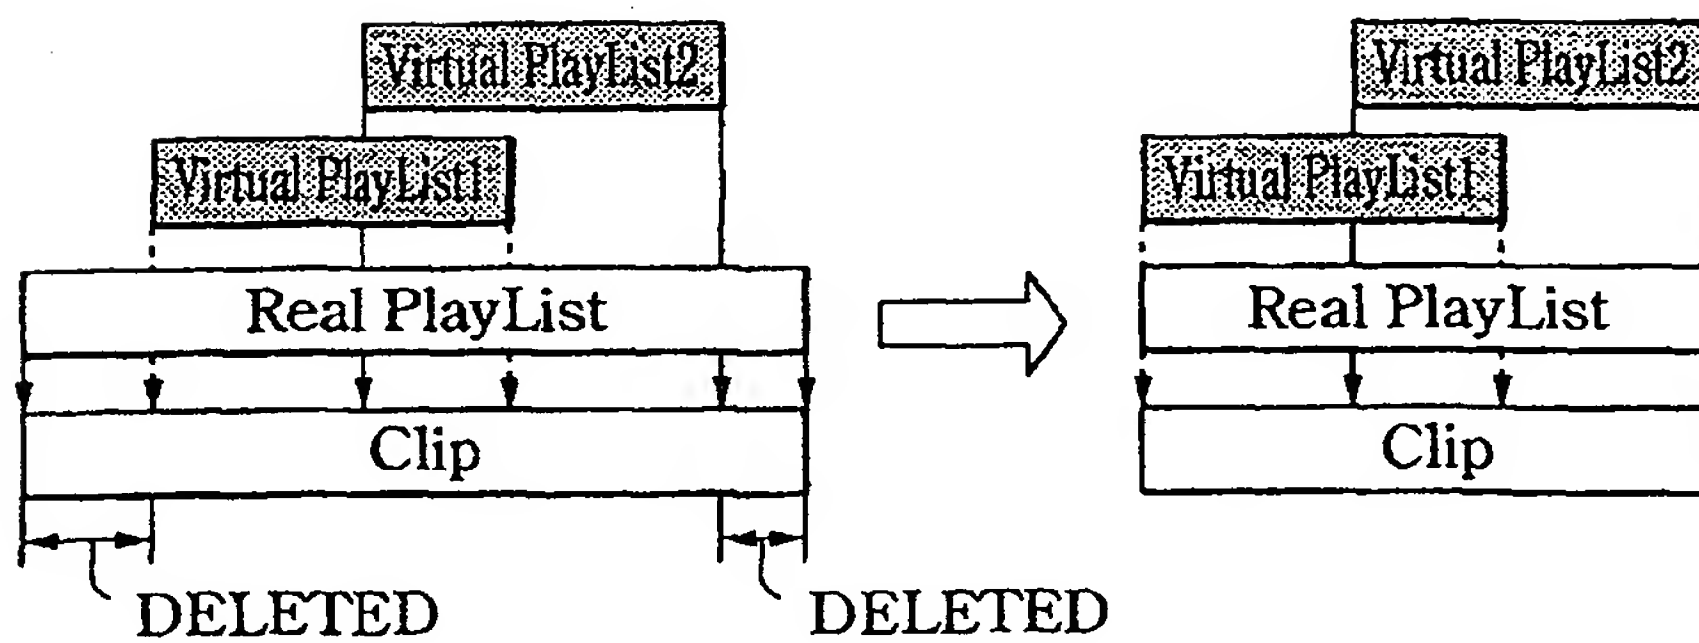 Virtual PlayList2
Virtual PlayList1
Real PlayList
Clip
DELETED
DELETED
Virtual PlayList2
Virtual PlayList1
Real PlayList
Clip